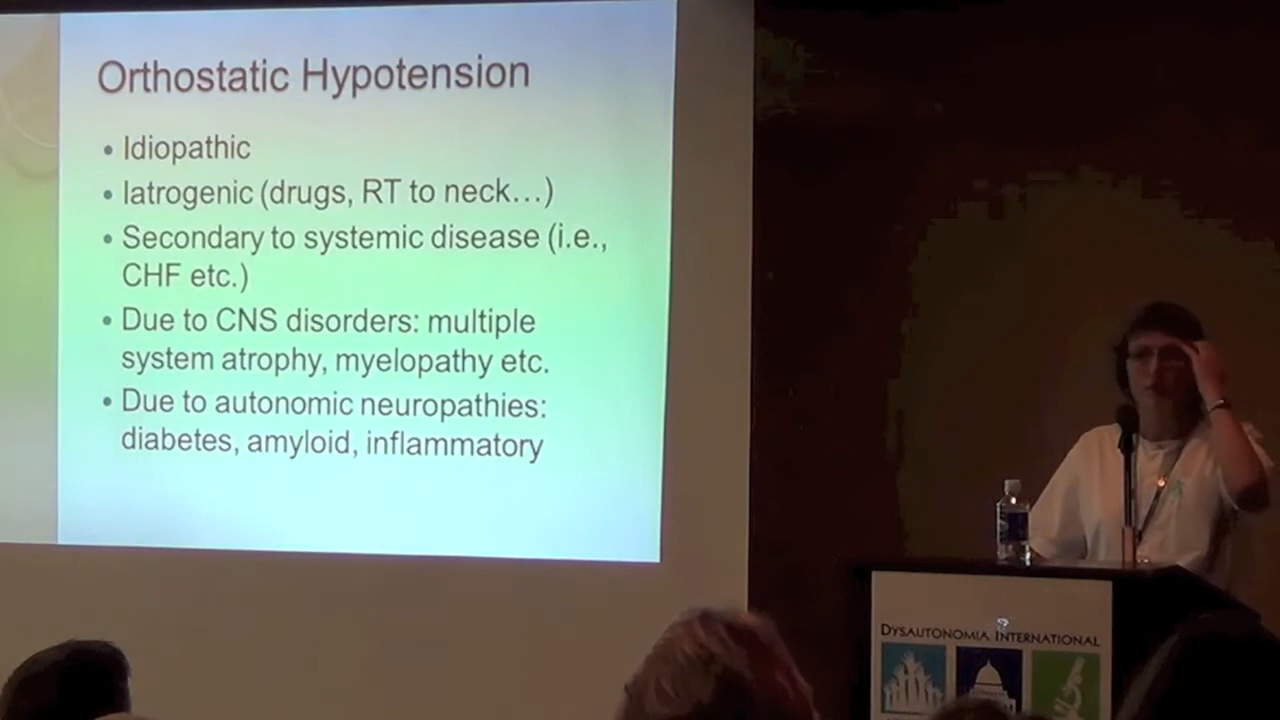 Orthostatic Hypotension
• Idiopathic
• Iatrogenic (drugs, RT to neck…)
• Secondary to systemic disease (i.e.,
CHF etc.)
• Due to CNS disorders: multiple
system atrophy, myelopathy etc.
• Due to autonomic neuropathies:
diabetes, amyloid, inflammatory
DYSAUTONOMIA INTERNATIONAL